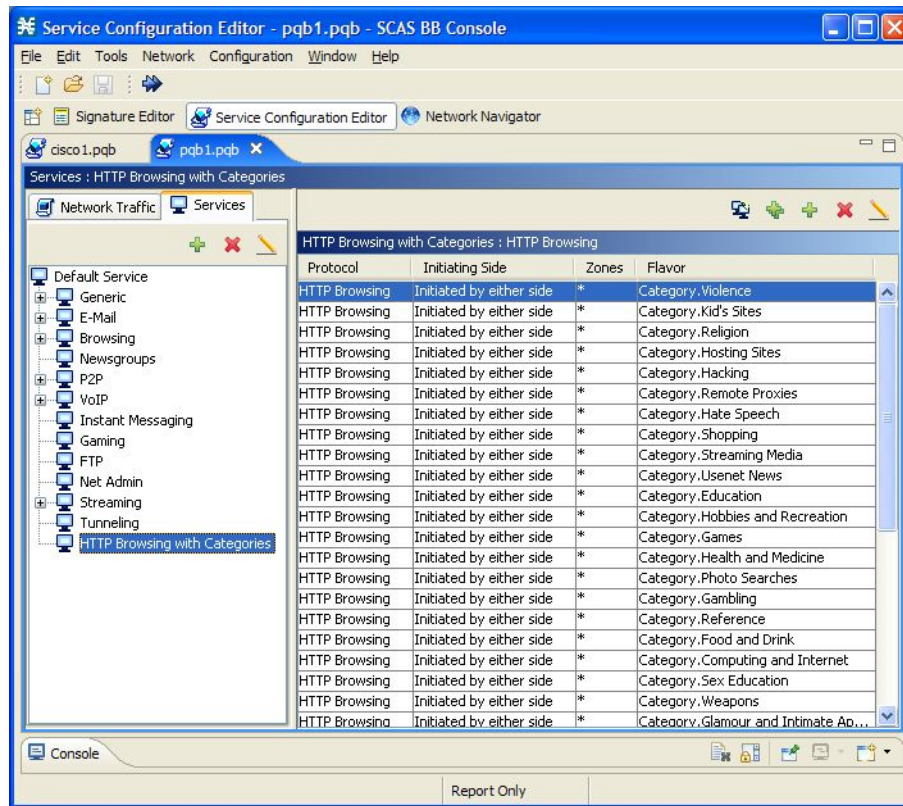 Service Configuration Editor - pqb1.pqb - SCAS BB Console
File Edit Tools Network Configuration Window Help
Signature Editor Service Configuration Editor Network Navigator
cisco1.pqb pqb1.pqb
Services : HTTP Browsing with Categories
Network Traffic Services
Default Service
Generic
E-Mail
Browsing
Newsgroups
P2P
VoIP
Instant Messaging
Gaming
FTP
Net Admin
Streaming
Tunneling
HTTP Browsing with Categories
HTTP Browsing with Categories : HTTP Browsing
Protocol Initiating Side Zones Flavor
HTTP Browsing Initiated by either side * Category.Violence
HTTP Browsing Initiated by either side * Category.Kid's Sites
HTTP Browsing Initiated by either side * Category.Religion
HTTP Browsing Initiated by either side * Category.Hosting Sites
HTTP Browsing Initiated by either side * Category.Hacking
HTTP Browsing Initiated by either side * Category.Remote Proxies
HTTP Browsing Initiated by either side * Category.Hate Speech
HTTP Browsing Initiated by either side * Category.Shopping
HTTP Browsing Initiated by either side * Category.Streaming Media
HTTP Browsing Initiated by either side * Category.Usenet News
HTTP Browsing Initiated by either side * Category.Education
HTTP Browsing Initiated by either side * Category.Hobbies and Recreation
HTTP Browsing Initiated by either side * Category.Games
HTTP Browsing Initiated by either side * Category.Health and Medicine
HTTP Browsing Initiated by either side * Category.Photo Searches
HTTP Browsing Initiated by either side * Category.Gambling
HTTP Browsing Initiated by either side * Category.Reference
HTTP Browsing Initiated by either side * Category.Food and Drink
HTTP Browsing Initiated by either side * Category.Computing and Internet
HTTP Browsing Initiated by either side * Category.Sex Education
HTTP Browsing Initiated by either side * Category.Weapons
HTTP Browsing Initiated by either side * Category.Glamour and Intimate Ap...
Console
Report Only